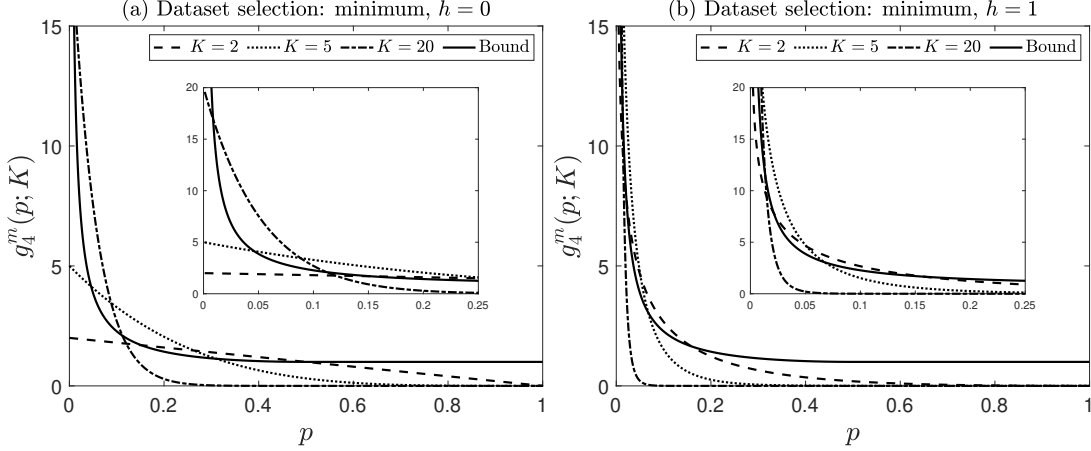 (a) Dataset selection: minimum, h = 0
15
10
5
0
g₄ᵐ(p; K)
K = 2 K = 5 K = 20 Bound
20
15
10
5
0
0 0.05 0.1 0.15 0.2 0.25
0 0.2 0.4 0.6 0.8 1
p
(b) Dataset selection: minimum, h = 1
15
10
5
0
g₄ᵐ(p; K)
K = 2 K = 5 K = 20 Bound
20
15
10
5
0
0 0.05 0.1 0.15 0.2 0.25
0 0.2 0.4 0.6 0.8 1
p